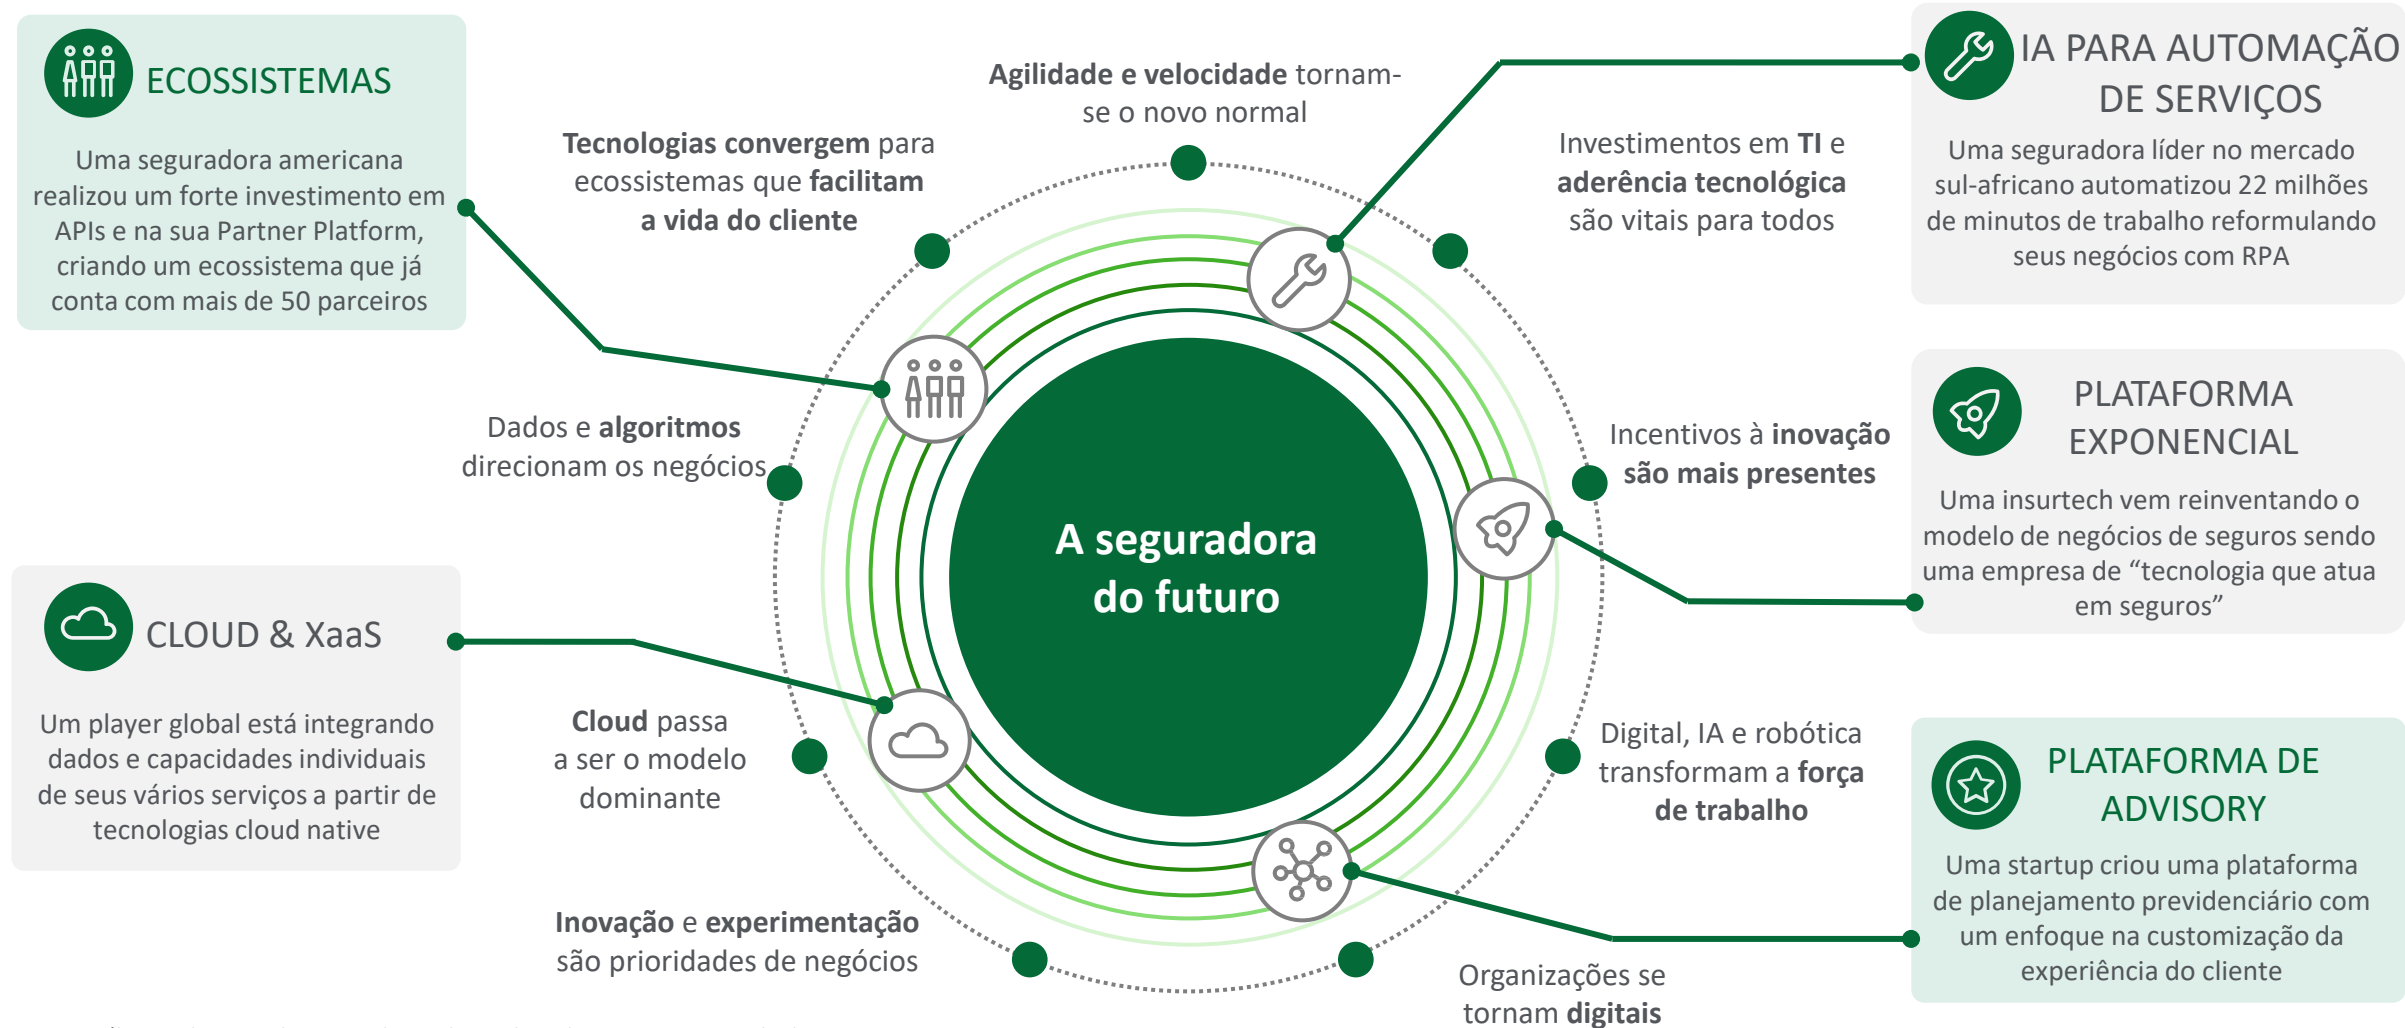 ECOSSISTEMAS
Uma seguradora americana
realizou um forte investimento em
APIs e na sua Partner Platform,
criando um ecossistema que já
conta com mais de 50 parceiros
CLOUD & XaaS
Um player global está integrando
dados e capacidades individuais
de seus vários serviços a partir de
tecnologias cloud native
Agilidade e velocidade tornam-
se o novo normal
Tecnologias convergem para
ecossistemas que facilitam
a vida do cliente
Dados e algoritmos
direcionam os negócios
Cloud passa
a ser o modelo
dominante
Inovação e experimentação
são prioridades de negócios
A seguradora
do futuro
Investimentos em TI e
aderência tecnológica
são vitais para todos
Incentivos à inovação
são mais presentes
Digital, IA e robótica
transformam a força
de trabalho
Organizações se
tornam digitais
IA PARA AUTOMAÇÃO
DE SERVIÇOS
Uma seguradora líder no mercado
sul-africano automatizou 22 milhões
de minutos de trabalho reformulando
seus negócios com RPA
PLATAFORMA
EXPONENCIAL
Uma insurtech vem reinventando o
modelo de negócios de seguros sendo
uma empresa de “tecnologia que atua
em seguros”
PLATAFORMA DE
ADVISORY
Uma startup criou uma plataforma
de planejamento previdenciário com
um enfoque na customização da
experiência do cliente